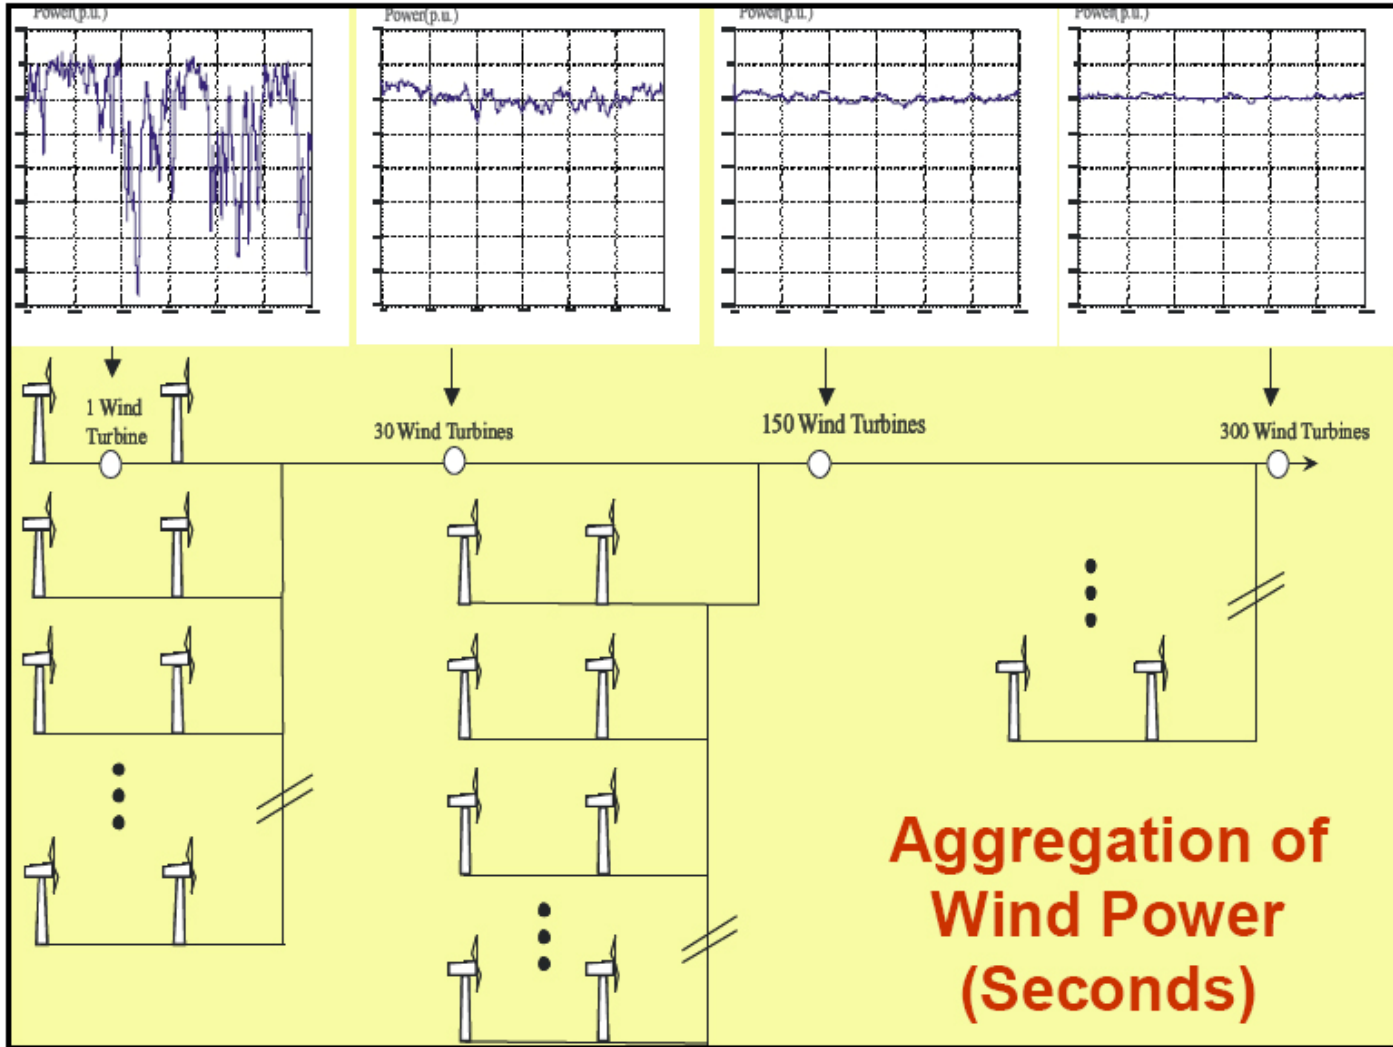 Power(p.u.)
Power(p.u.)
Power(p.u.)
Power(p.u.)
1 Wind
Turbine
30 Wind Turbines
150 Wind Turbines
300 Wind Turbines
Aggregation of
Wind Power
(Seconds)